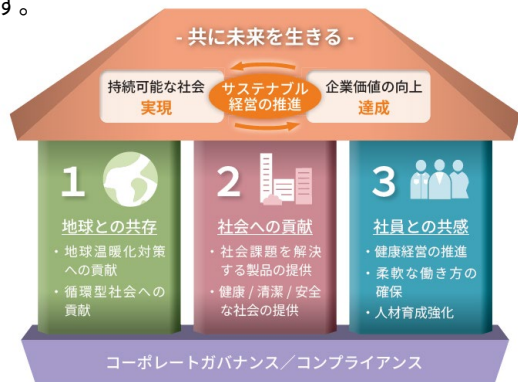 す。
- 共に未来を生きる -
持続可能な社会
実現
サステナブル
経営の推進
企業価値の向上
達成
1
地球との共存
・地球温暖化対策
への貢献
・循環型社会への
貢献
2
社会への貢献
・社会課題を解決
する製品の提供
・健康 / 清潔 / 安全
な社会の提供
3
社員との共感
・健康経営の推進
・柔軟な働き方の
確保
・人材育成強化
コーポレートガバナンス／コンプライアンス